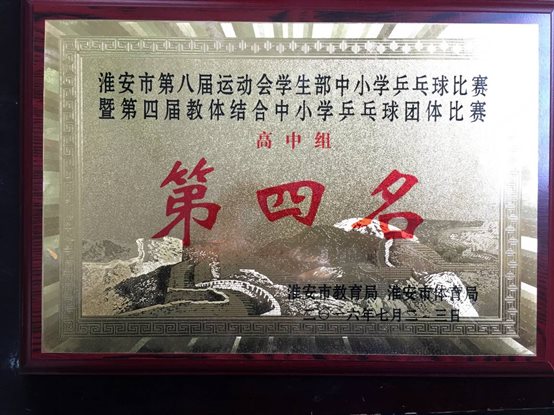 淮安市第八届运动会学生部中小学乒乓球比赛
暨第四届教体结合中小学乒乓球团体比赛
高中组
第四名
淮安市教育局 淮安市体育局
二〇一六年七月二十三日